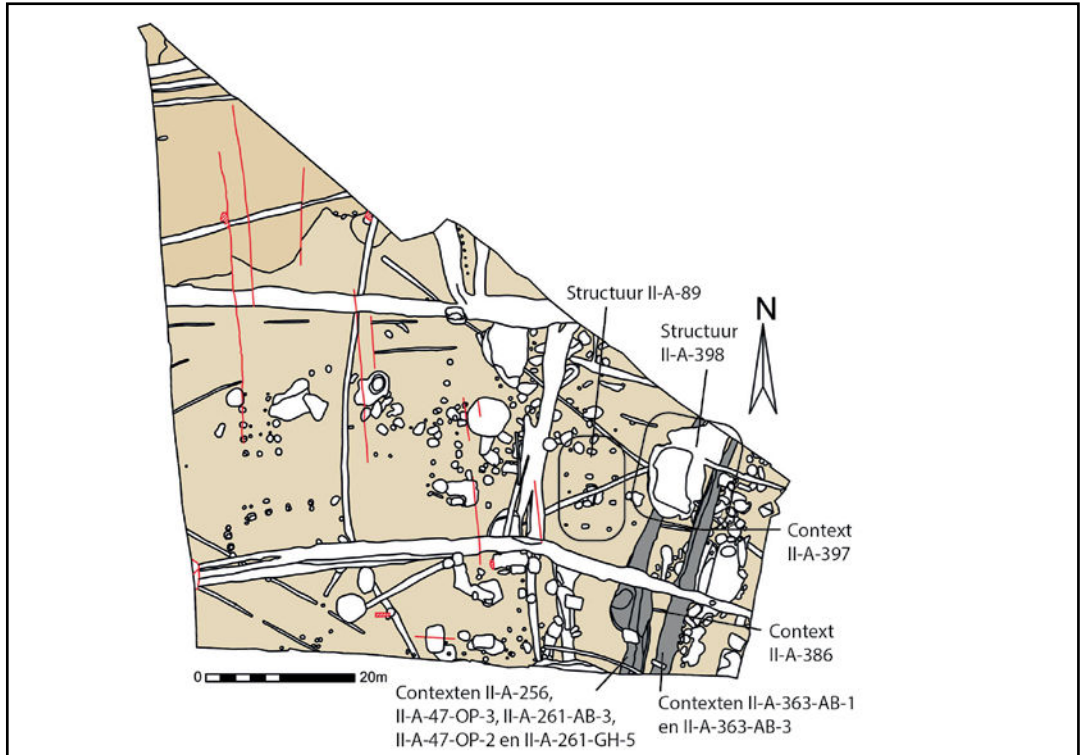 Structuur II-A-89
Structuur
II-A-398
N
Context
II-A-397
Context
II-A-386
0
20m
Contexten II-A-256,
II-A-47-OP-3, II-A-261-AB-3,
II-A-47-OP-2 en II-A-261-GH-5
Contexten II-A-363-AB-1
en II-A-363-AB-3